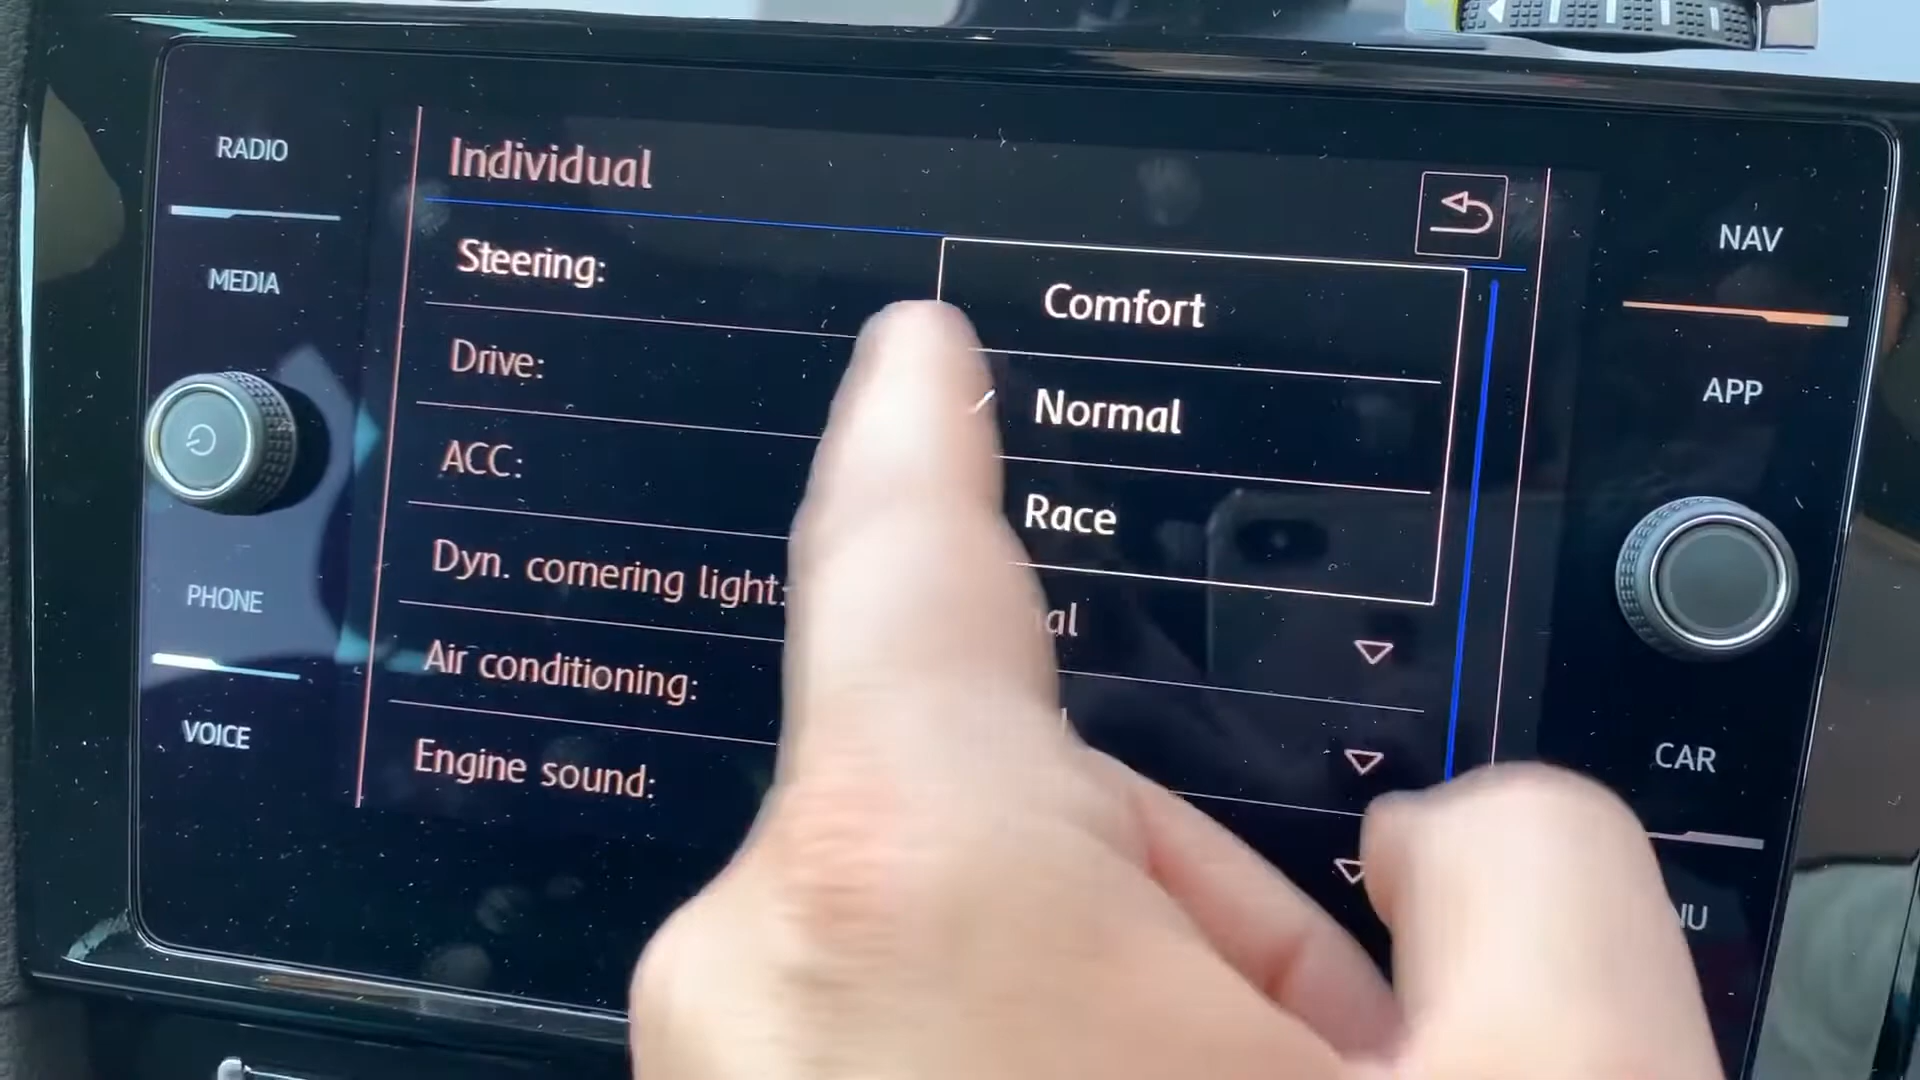 RADIO
MEDIA
PHONE
VOICE
Individual
Steering:
Drive:
ACC:
Dyn. cornering light:
Air conditioning:
Engine sound:
Comfort
Normal
Race
NAV
APP
CAR